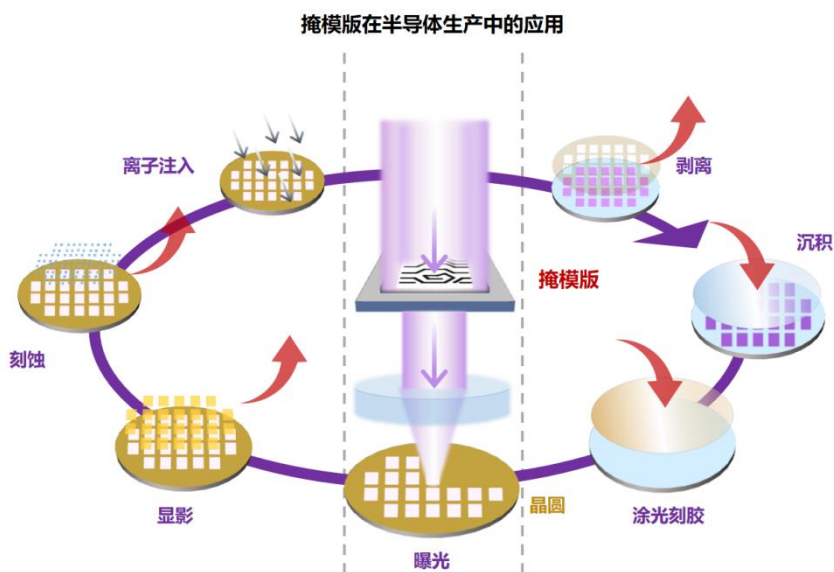 掩模版在半导体生产中的应用
离子注入
剥离
沉积
掩模版
刻蚀
显影
晶圆
涂光刻胶
曝光